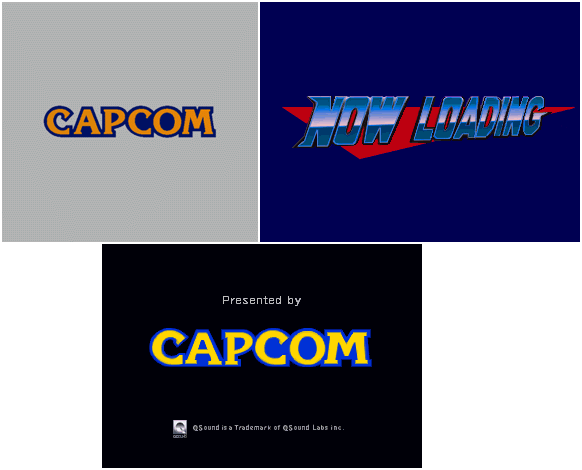 CAPCOM
NOW LOADING
Presented by
CAPCOM
QSound is a Trademark of QSound Labs inc.